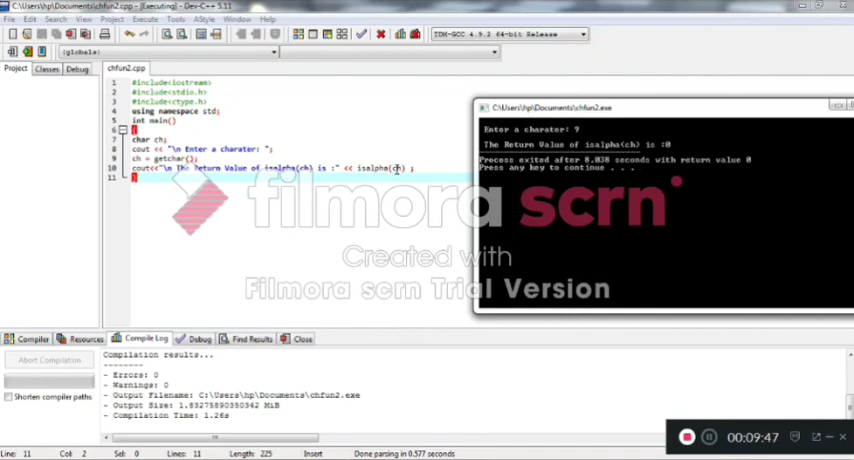 C:\Users\hp\Documents\chfun2.cpp - [Executing] - Dev-C++ 5.11
File Edit Search View Project Execute Tools AStyle Window Help
TDM-GCC 4.9.2 64-bit Release
(globals)
Project Classes Debug
chfun2.cpp
1 #include<iostream>
2 #include<stdio.h>
3 #include<ctype.h>
4 using namespace std;
5 int main()
6 {
7 char ch;
8 cout << "\n Enter a charater: ";
9 ch = getchar();
10 cout<<"\n The Return Value of isalpha(ch) is :" << isalpha(ch) ;
11 }
C:\Users\hp\Documents\chfun2.exe
Enter a charater: 9
The Return Value of isalpha(ch) is :0
Process exited after 8.038 seconds with return value 0
Press any key to continue . . .
filmora scrn
Created with
Filmora scrn Trial Version
Compiler Resources Compile Log Debug Find Results Close
Abort Compilation
Shorten compiler paths
Compilation results...
--------
- Errors: 0
- Warnings: 0
- Output Filename: C:\Users\hp\Documents\chfun2.exe
- Output Size: 1.83275890350342 MiB
- Compilation Time: 1.26s
00:09:47
Line: 11 Col: 2 Sel: 0 Lines: 11 Length: 225 Insert Done parsing in 0.577 seconds